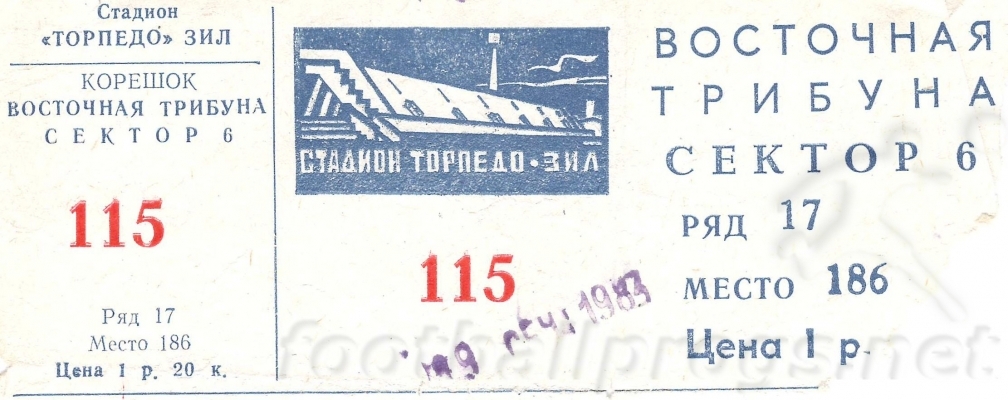 Стадион
«ТОРПЕДО» ЗИЛ
КОРЕШОК
ВОСТОЧНАЯ ТРИБУНА
СЕКТОР 6
115
Ряд 17
Место 186
Цена 1 р. 20 к.
СТАДИОН ТОРПЕДО • ЗИЛ
115
1983
ВОСТОЧНАЯ
ТРИБУНА
СЕКТОР 6
РЯД 17
МЕСТО 186
Цена 1 р.
footballprogs.net